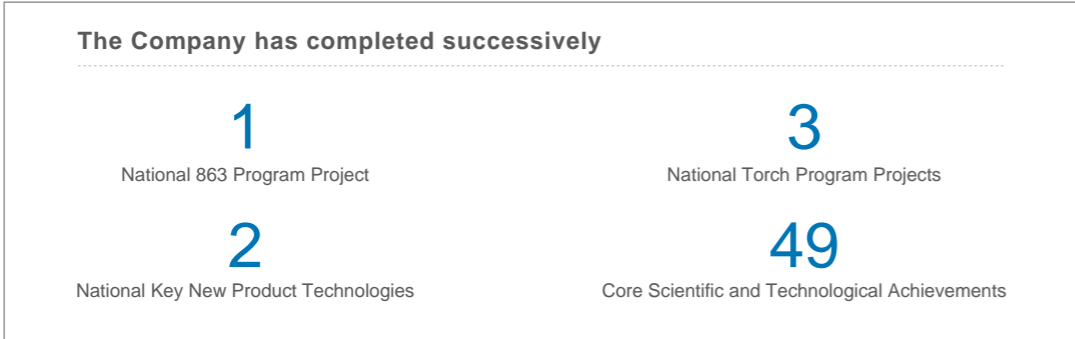 The Company has completed successively
1
National 863 Program Project
3
National Torch Program Projects
2
National Key New Product Technologies
49
Core Scientific and Technological Achievements